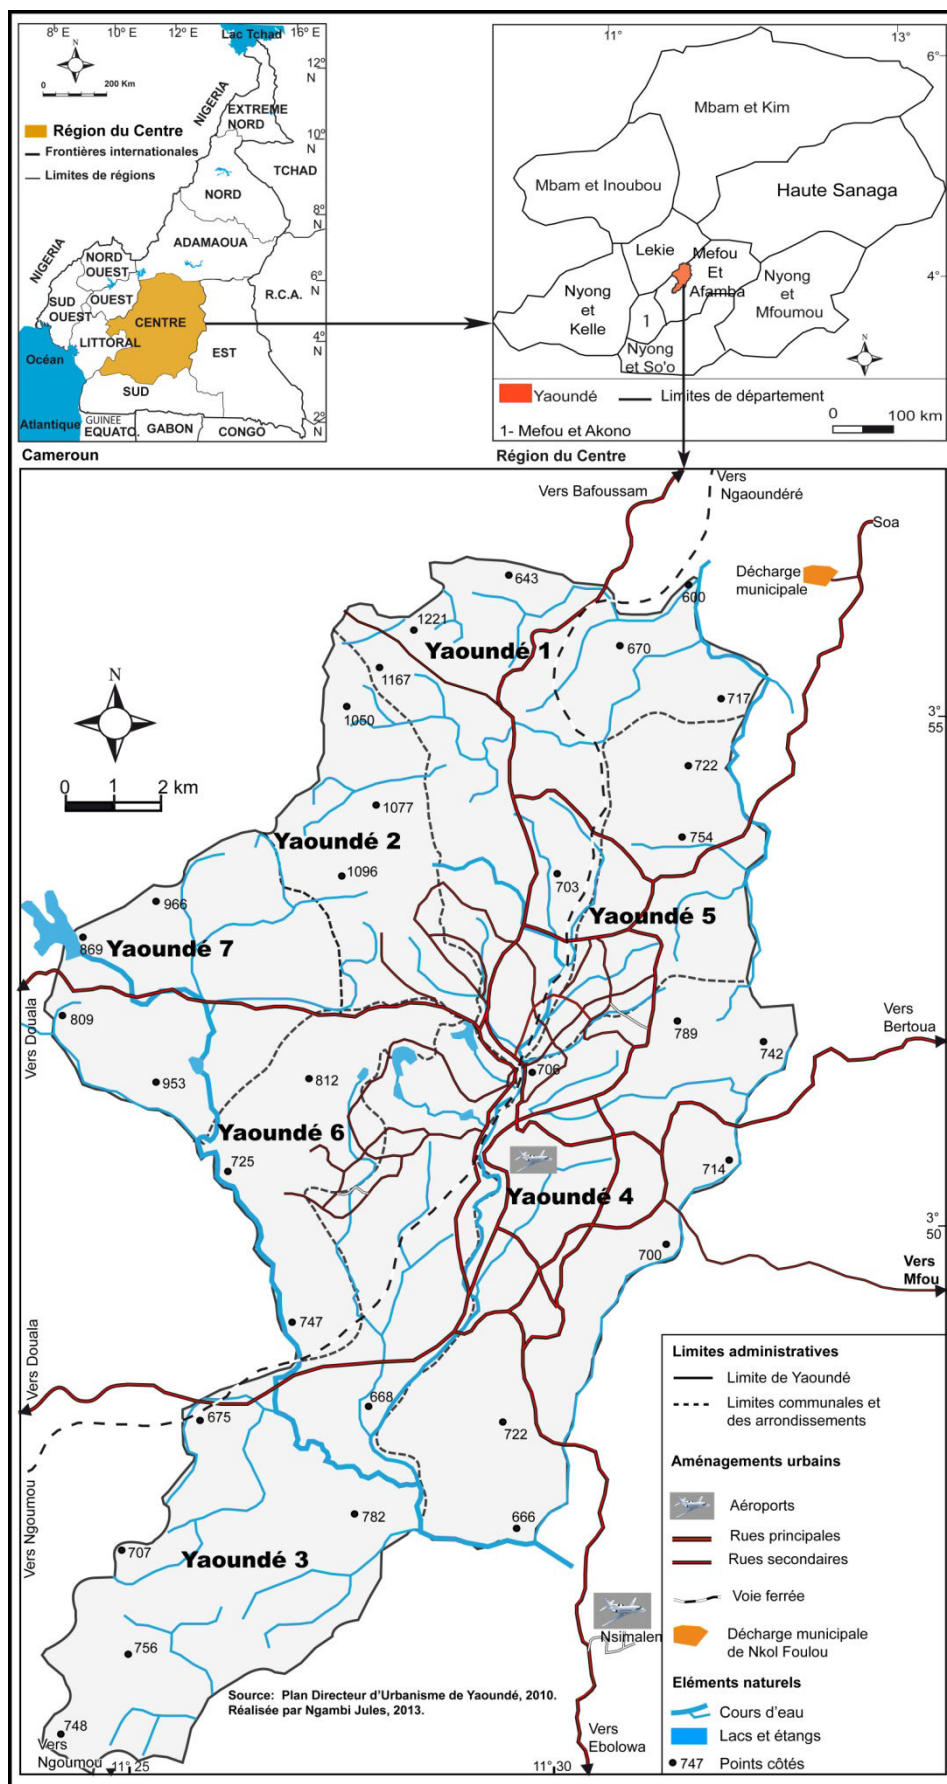 8º E
10º E
12º E
16º E
Lac Tchad
12º
N
0 200 Km
NIGERIA
EXTREME
NORD
Région du Centre
10º
N
Frontières internationales
TCHAD
Limites de régions
NORD
8º
N
ADAMAOUA
NIGERIA
NORD
OUEST
6º
N
R.C.A.
SUD
OUEST
OUEST
CENTRE
LITTORAL
4º
N
Océan
EST
SUD
Atlantique
GUINEE
EQUATO.
GABON
CONGO
2º
N
Cameroun
11°
13°
6°
Mbam et Kim
Mbam et Inoubou
Haute Sanaga
Lekie
Mefou
Et
Afamba
4°
Nyong
et
Kelle
1
Nyong
et
Mfoumou
Nyong
et So'o
Yaoundé
Limites de département
1- Mefou et Akono
0 100 km
Région du Centre
Vers
Ngaoundéré
Vers Bafoussam
Soa
Décharge
municipale
643
600
1221
Yaoundé 1
670
N
1167
717
1050
3°
55
722
0 1 2 km
1077
754
Yaoundé 2
1096
703
966
Yaoundé 5
869
Yaoundé 7
Vers Douala
809
789
742
Vers
Bertoua
953
812
706
Yaoundé 6
725
714
Yaoundé 4
3°
50
700
Vers
Mfou
747
Vers Douala
668
675
722
Vers Ngoumou
782
666
707
Yaoundé 3
756
Nsimalen
748
Vers
Ngoumou
11° 25
11° 30
Vers
Ebolowa
Source: Plan Directeur d'Urbanisme de Yaoundé, 2010.
Réalisée par Ngambi Jules, 2013.
Limites administratives
Limite de Yaoundé
Limites communales et
des arrondissements
Aménagements urbains
Aéroports
Rues principales
Rues secondaires
Voie ferrée
Décharge municipale
de Nkol Foulou
Eléments naturels
Cours d'eau
Lacs et étangs
747 Points côtés